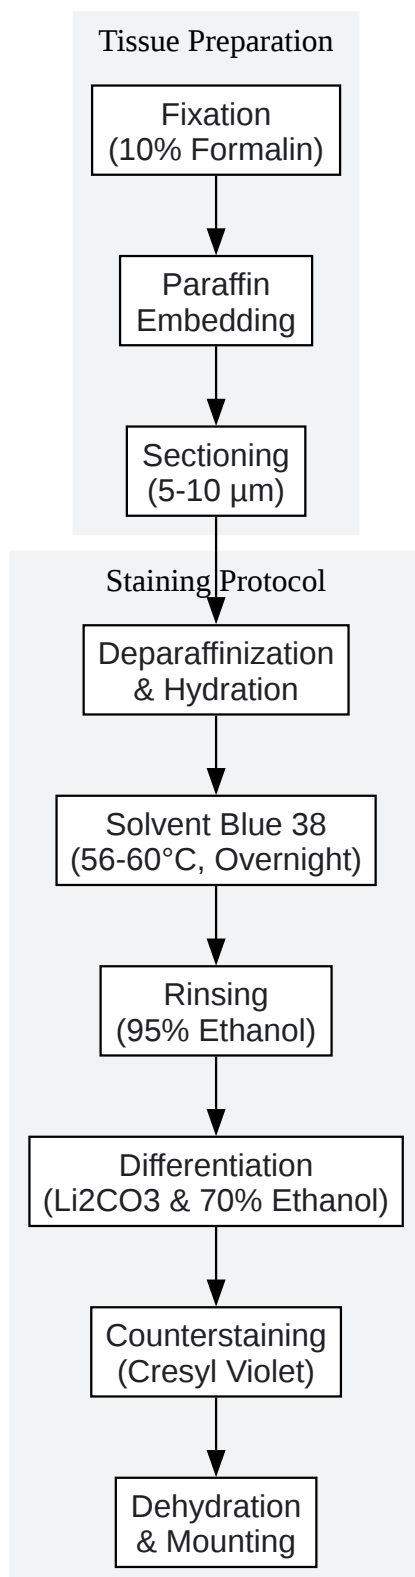 Tissue Preparation
Fixation
(10% Formalin)
Paraffin
Embedding
Sectioning
(5-10 µm)
Staining Protocol
Deparaffinization
& Hydration
Solvent Blue 38
(56-60°C, Overnight)
Rinsing
(95% Ethanol)
Differentiation
(Li2CO3 & 70% Ethanol)
Counterstaining
(Cresyl Violet)
Dehydration
& Mounting